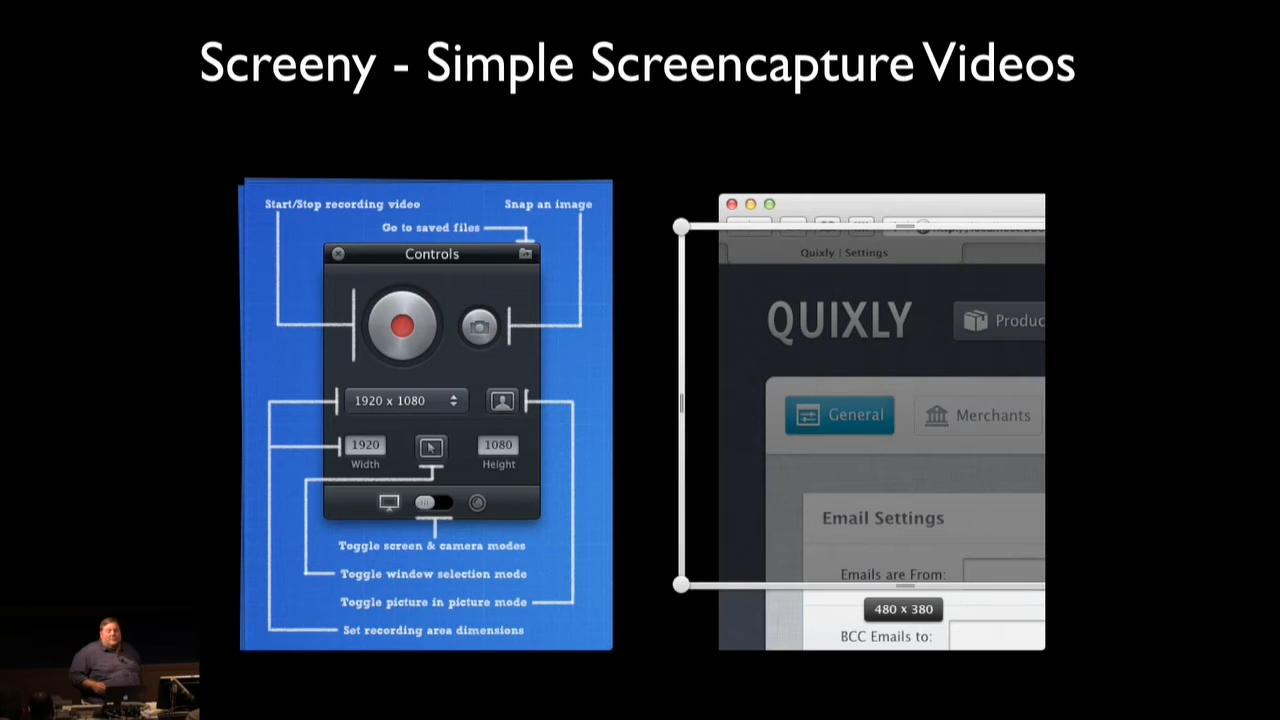 Screeny - Simple Screencapture Videos
Start/Stop recording video
Snap an image
Go to saved files
Controls
1920 x 1080
1920
1080
Width
Height
Toggle screen & camera modes
Toggle window selection mode
Toggle picture in picture mode
Set recording area dimensions
Quixly | Settings
QUIXLY
Produc
General
Merchants
Email Settings
Emails are From:
480 x 380
BCC Emails to: